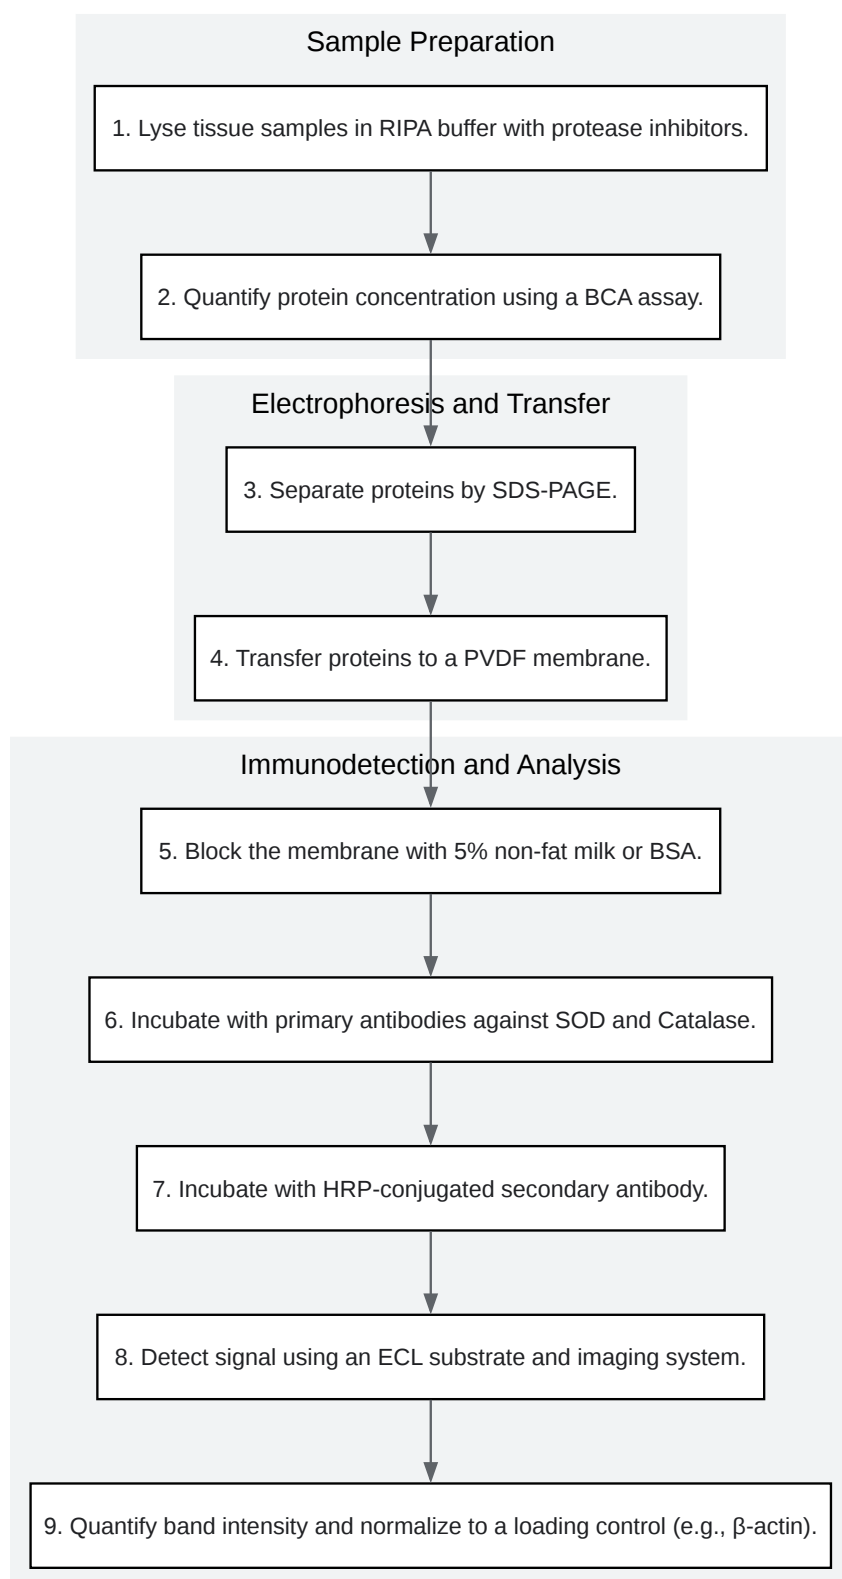 Sample Preparation
1. Lyse tissue samples in RIPA buffer with protease inhibitors.
2. Quantify protein concentration using a BCA assay.
Electrophoresis and Transfer
3. Separate proteins by SDS-PAGE.
4. Transfer proteins to a PVDF membrane.
Immunodetection and Analysis
5. Block the membrane with 5% non-fat milk or BSA.
6. Incubate with primary antibodies against SOD and Catalase.
7. Incubate with HRP-conjugated secondary antibody.
8. Detect signal using an ECL substrate and imaging system.
9. Quantify band intensity and normalize to a loading control (e.g., β-actin).